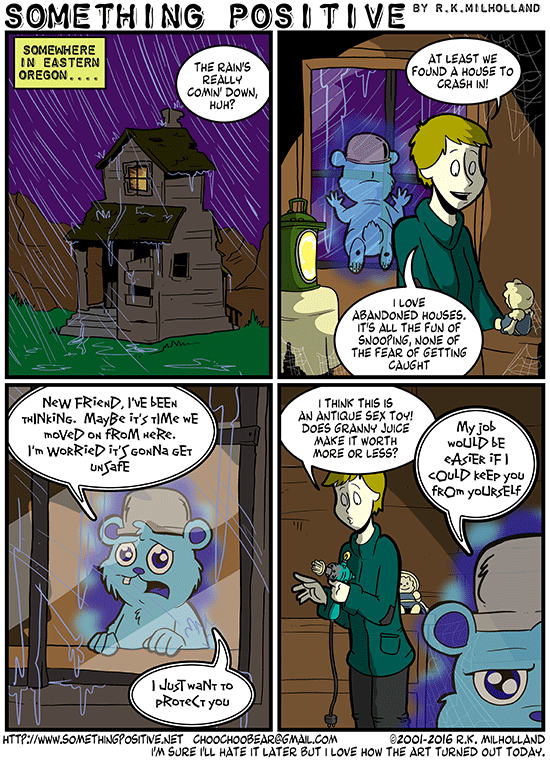 SOMETHING POSITIVE BY R.K.MILHOLLAND
SOMEWHERE
IN EASTERN
OREGON....
THE RAIN'S
REALLY
COMIN' DOWN,
HUH?
AT LEAST WE
FOUND A HOUSE TO
CRASH IN!
I LOVE
ABANDONED HOUSES.
IT'S ALL THE FUN OF
SNOOPING, NONE OF
THE FEAR OF GETTING
CAUGHT
NEW FRieND, I'VE bEEN
THiNKiNG. MayBe iT's TiMe wE
moVeD oN fRoM HeRe.
I'm WoRRieD iT'S GoNNa GET
UNSafE
I JusT waNT To
pRoteCT you
I THINK THIS IS
AN ANTIQUE SEX TOY!
DOES GRANNY JUICE
MAKE IT WORTH
MORE OR LESS?
My job
woULD bE
eAsiER iF I
COULD kEEp you
fROm yoURsELf
HTTP://WWW.SOMETHINGPOSITIVE.NET CHOOCHOOBEAR@GMAIL.COM ©2001-2016 R.K. MILHOLLAND
I'M SURE I'LL HATE IT LATER BUT I LOVE HOW THE ART TURNED OUT TODAY.